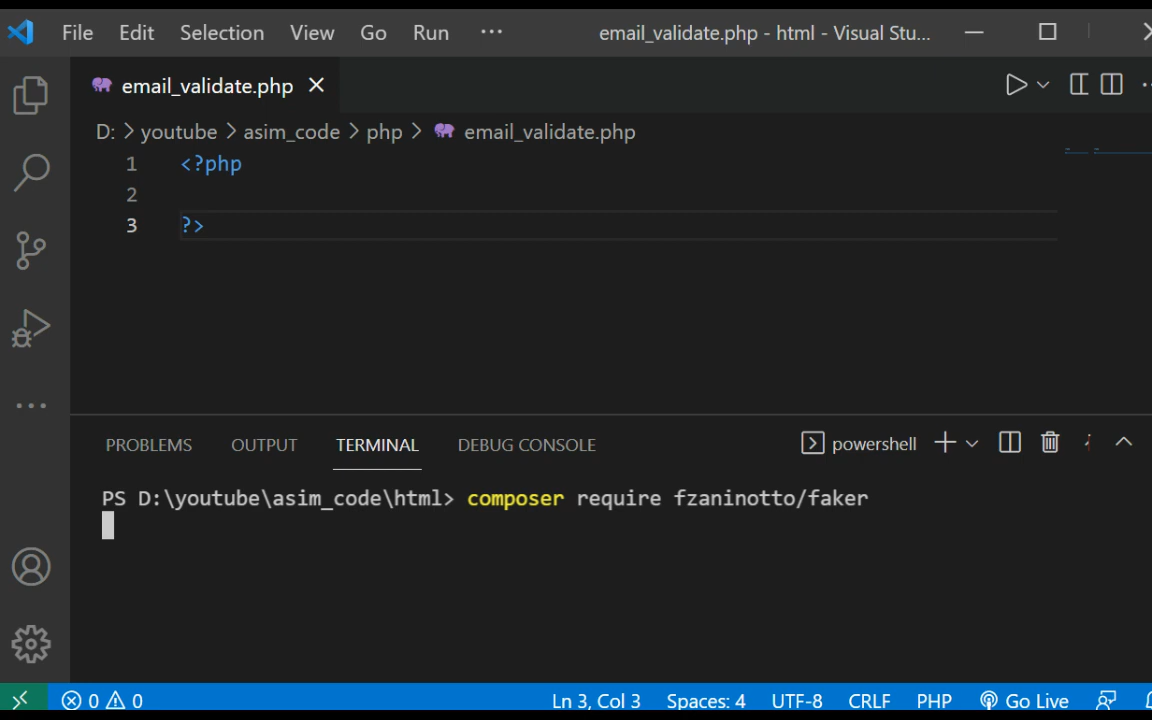 File Edit Selection View Go Run ··· email_validate.php - html - Visual Stu...
email_validate.php
D: > youtube > asim_code > php > email_validate.php
1 <?php
2
3 ?>
PROBLEMS OUTPUT TERMINAL DEBUG CONSOLE powershell
PS D:\youtube\asim_code\html> composer require fzaninotto/faker
0 0 Ln 3, Col 3 Spaces: 4 UTF-8 CRLF PHP Go Live